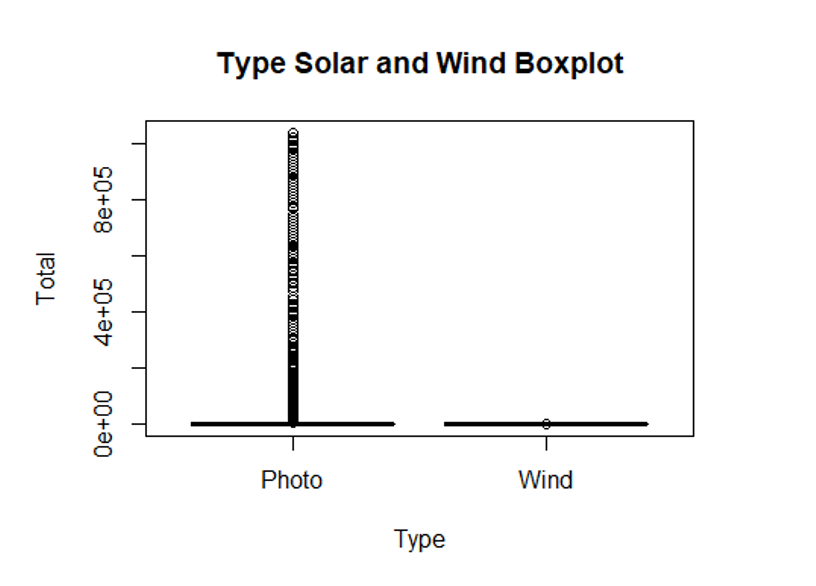 Type Solar and Wind Boxplot
Total
8e+05
4e+05
0e+00
Photo Wind
Type